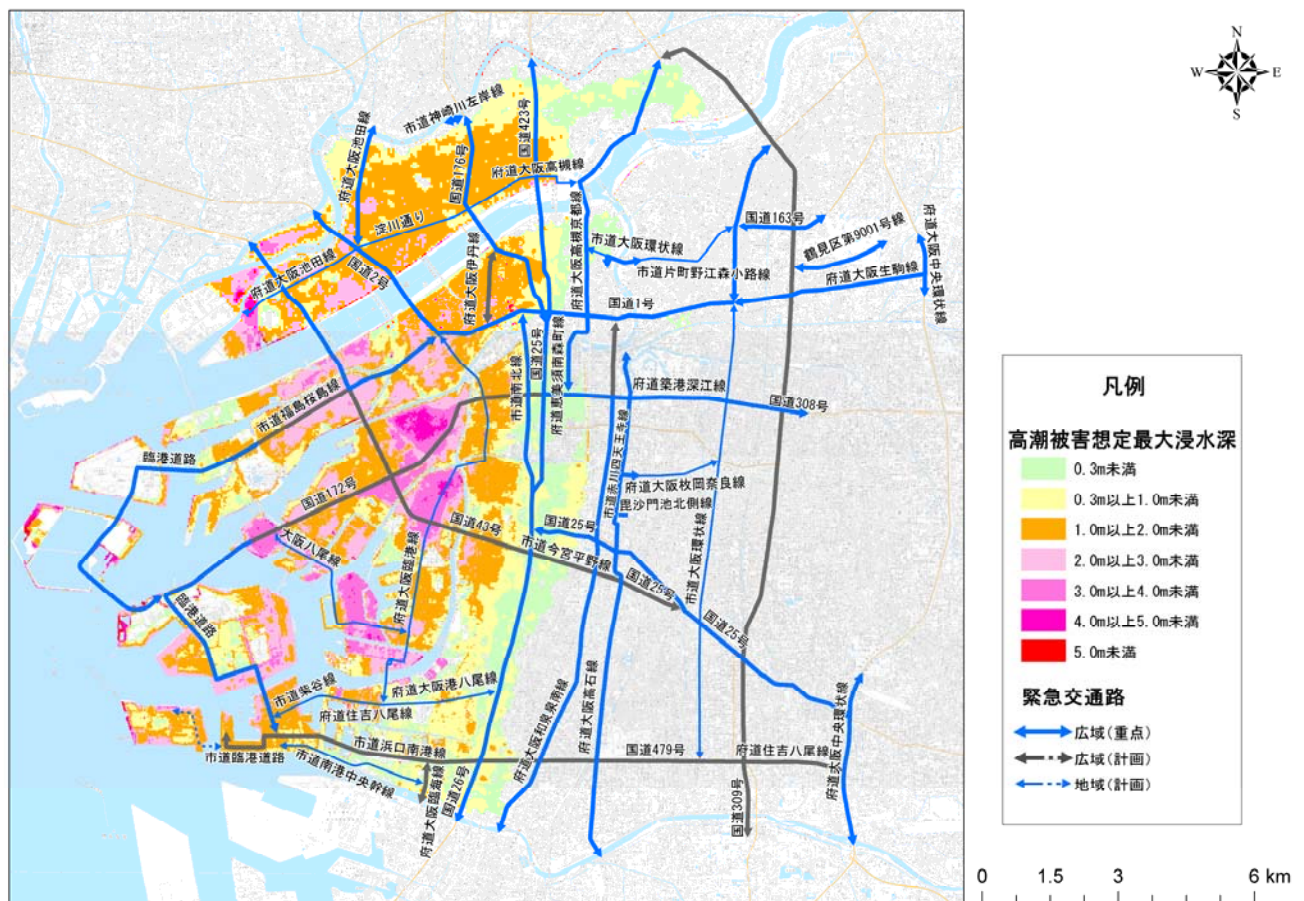 市道神崎川左岸線
府道大阪池田線
国道176号
国道423号
府道大阪高槻線
淀川通り
府道大阪池田線
国道2号
府道大阪伊丹線
府道大阪高槻京都線
市道大阪環状線
市道片町野江森小路線
国道163号
鶴見区第9001号線
府道大阪生駒線
府道大阪中央環状線
国道1号
市道南北線
国道25号
府道恵美須南森町線
府道築港深江線
国道308号
市道福島桜島線
臨港道路
国道172号
市道赤川四天王寺線
府道大阪枚岡奈良線
毘沙門池北側線
市道大阪環状線
国道43号
国道25号
市道今宮平野線
国道25号
国道25号
大阪八尾線
府道大阪臨港線
臨港道路
市道柴谷線
府道大阪港八尾線
府道住吉八尾線
市道浜口南港線
市道臨港道路
市道南港中央幹線
府道大阪臨海線
国道26号
府道大阪和泉泉南線
府道大阪高石線
国道479号
府道住吉八尾線
国道309号
府道大阪中央環状線
N
W
E
S
凡例
高潮被害想定最大浸水深
0.3m未満
0.3m以上1.0m未満
1.0m以上2.0m未満
2.0m以上3.0m未満
3.0m以上4.0m未満
4.0m以上5.0m未満
5.0m未満
緊急交通路
広域(重点)
広域(計画)
地域(計画)
0 1.5 3 6 km